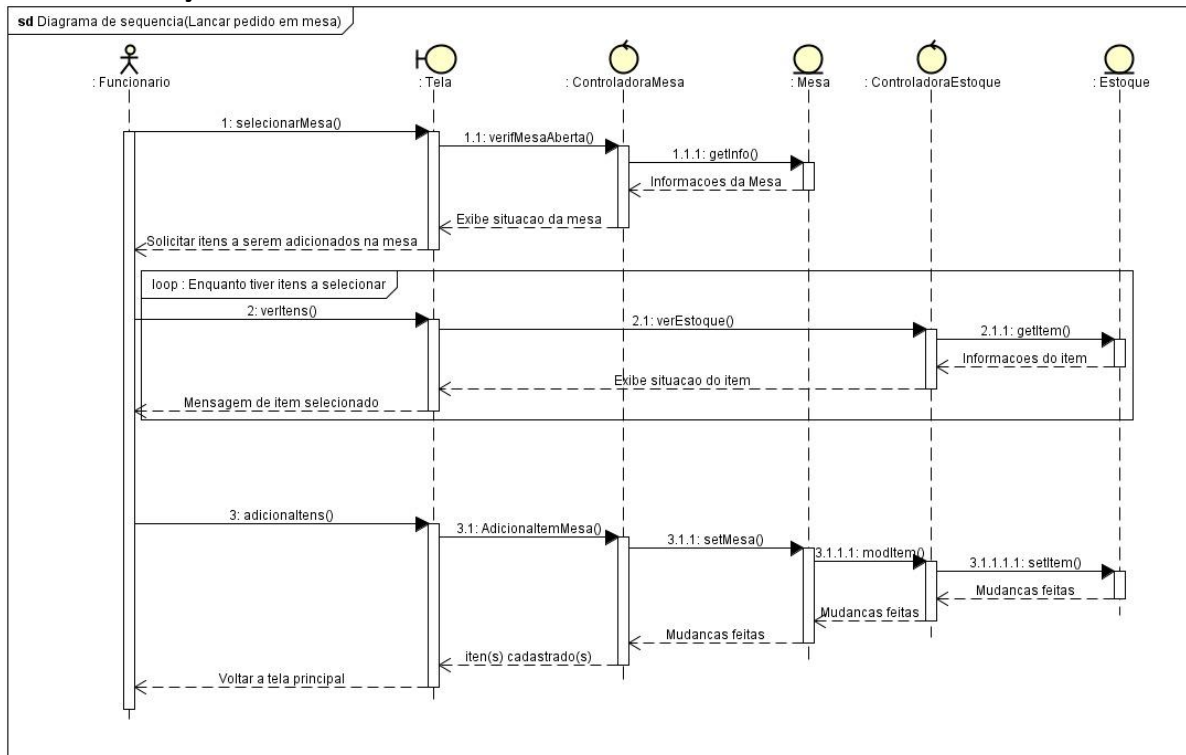 sd Diagrama de sequencia(Lancar pedido em mesa)
: Funcionario
: Tela
: ControladoraMesa
: Mesa
: ControladoraEstoque
: Estoque
1: selecionarMesa()
1.1: verifMesaAberta()
1.1.1: getInfo()
Informacoes da Mesa
Exibe situacao da mesa
Solicitar itens a serem adicionados na mesa
loop : Enquanto tiver itens a selecionar
2: verItens()
2.1: verEstoque()
2.1.1: getItem()
Informacoes do item
Exibe situacao do item
Mensagem de item selecionado
3: adicionaItens()
3.1: AdicionaItemMesa()
3.1.1: setMesa()
3.1.1.1: modItem()
3.1.1.1.1: setItem()
Mudancas feitas
Mudancas feitas
Mudancas feitas
iten(s) cadastrado(s)
Voltar a tela principal